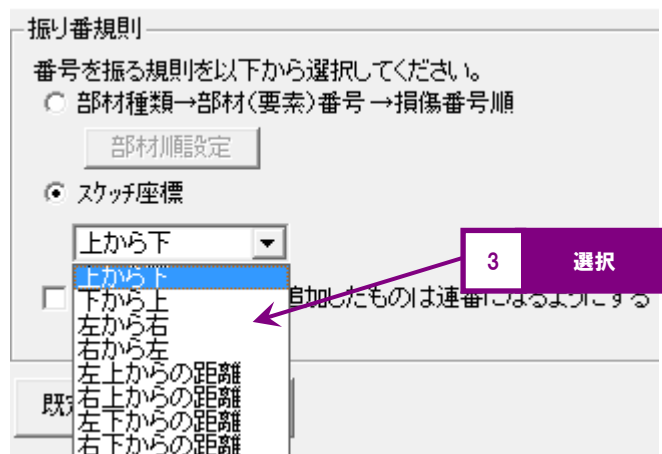 振り番規則
番号を振る規則を以下から選択してください。
部材種類→部材(要素)番号→損傷番号順
部材順設定
スケッチ座標
上から下
3 選択
上から下
下から上
追加したものは連番になるようにする
左から右
右から左
左上からの距離
右上からの距離
既
左下からの距離
右下からの距離